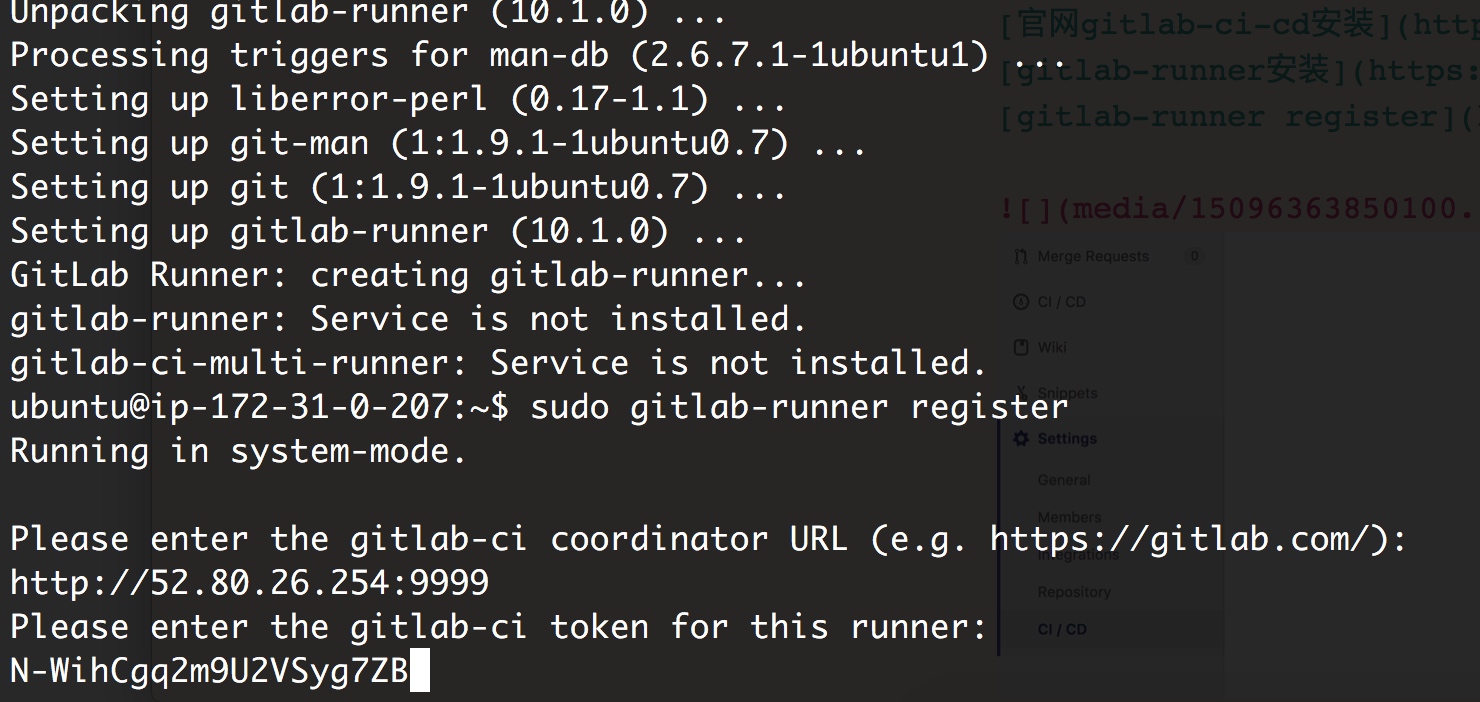 Unpacking gitlab-runner (10.1.0) ...
Processing triggers for man-db (2.6.7.1-1ubuntu1) ...
Setting up liberror-perl (0.17-1.1) ...
Setting up git-man (1:1.9.1-1ubuntu0.7) ...
Setting up git (1:1.9.1-1ubuntu0.7) ...
Setting up gitlab-runner (10.1.0) ...
GitLab Runner: creating gitlab-runner...
gitlab-runner: Service is not installed.
gitlab-ci-multi-runner: Service is not installed.
ubuntu@ip-172-31-0-207:~$ sudo gitlab-runner register
Running in system-mode.
Please enter the gitlab-ci coordinator URL (e.g. https://gitlab.com/):
http://52.80.26.254:9999
Please enter the gitlab-ci token for this runner:
N-WihCgq2m9U2VSyg7ZB
[官网gitlab-ci-cd安装](http
[gitlab-runner安装](https:
[gitlab-runner register](
![](media/15096363850100.
Merge Requests 0
CI / CD
Wiki
Snippets
Settings
General
Members
Integrations
Repository
CI / CD